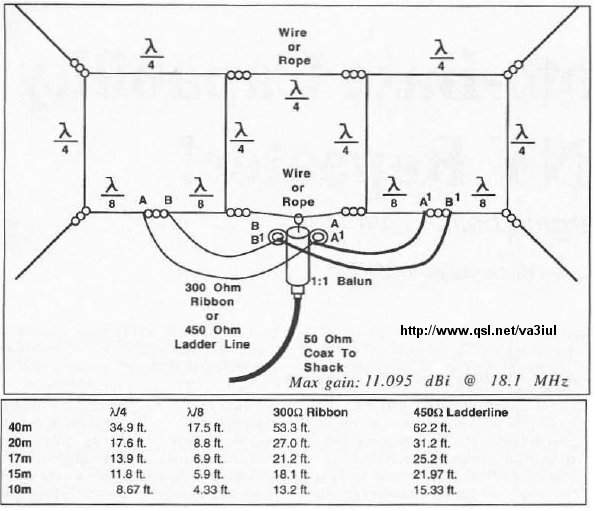 Wire
or
Rope
λ/4
λ/4
λ/4
λ/4
λ/4
λ/4
λ/4
Wire
or
Rope
λ/8
A B
λ/8
λ/8
A¹ B¹
λ/8
B
B¹
A
A¹
300 Ohm
Ribbon
or
450 Ohm
Ladder Line
1:1 Balun
50 Ohm
Coax To
Shack
http://www.qsl.net/va3iul
Max gain: 11.095 dBi @ 18.1 MHz
λ/4 λ/8 300Ω Ribbon 450Ω Ladderline
40m 34.9 ft. 17.5 ft. 53.3 ft. 62.2 ft.
20m 17.6 ft. 8.8 ft. 27.0 ft. 31.2 ft.
17m 13.9 ft. 6.9 ft. 21.2 ft. 25.2 ft
15m 11.8 ft. 5.9 ft. 18.1 ft. 21.97 ft.
10m 8.67 ft. 4.33 ft. 13.2 ft. 15.33 ft.